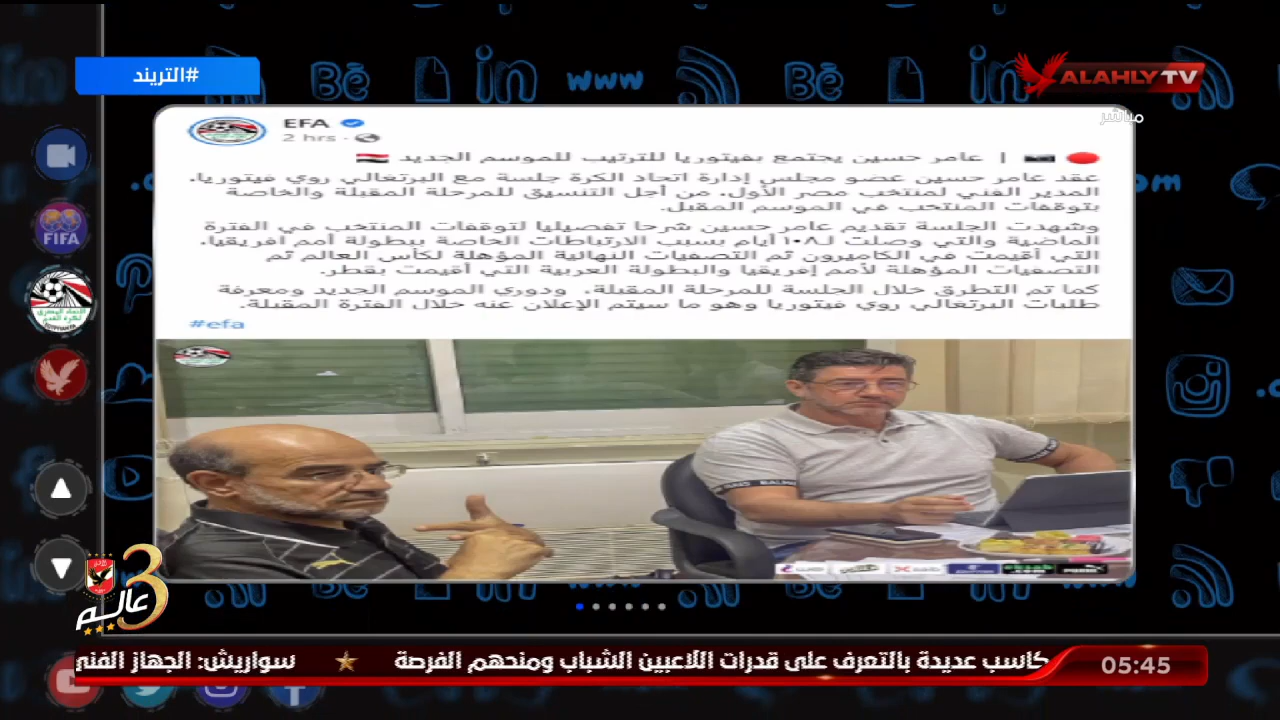 #التريند
ALAHLY TV
مباشر
EFA
2 hrs
| عامر حسين يجتمع بفيتوريا للترتيب للموسم الجديد
عقد عامر حسين عضو مجلس إدارة اتحاد الكرة جلسة مع البرتغالي روي فيتوريا،
المدير الفني لمنتخب مصر الأول، من أجل التنسيق للمرحلة المقبلة والخاصة
بتوقفات المنتخب في الموسم المقبل.
وشهدت الجلسة تقديم عامر حسين شرحا تفصيليا لتوقفات المنتخب في الفترة
الماضية والتي وصلت لـ١٠٨ أيام بسبب الارتباطات الخاصة ببطولة أمم افريقيا،
التي أقيمت في الكاميرون ثم التصفيات النهائية المؤهلة لكأس العالم ثم
التصفيات المؤهلة لأمم إفريقيا والبطولة العربية التي أقيمت بقطر.
كما تم التطرق خلال الجلسة للمرحلة المقبلة، ودوري الموسم الجديد ومعرفة
طلبات البرتغالي روي فيتوريا وهو ما سيتم الإعلان عنه خلال الفترة المقبلة.
#efa
FIFA
3 عالم
كاسب عديدة بالتعرف على قدرات اللاعبين الشباب ومنحهم الفرصة
سواريش: الجهاز الفني
05:45